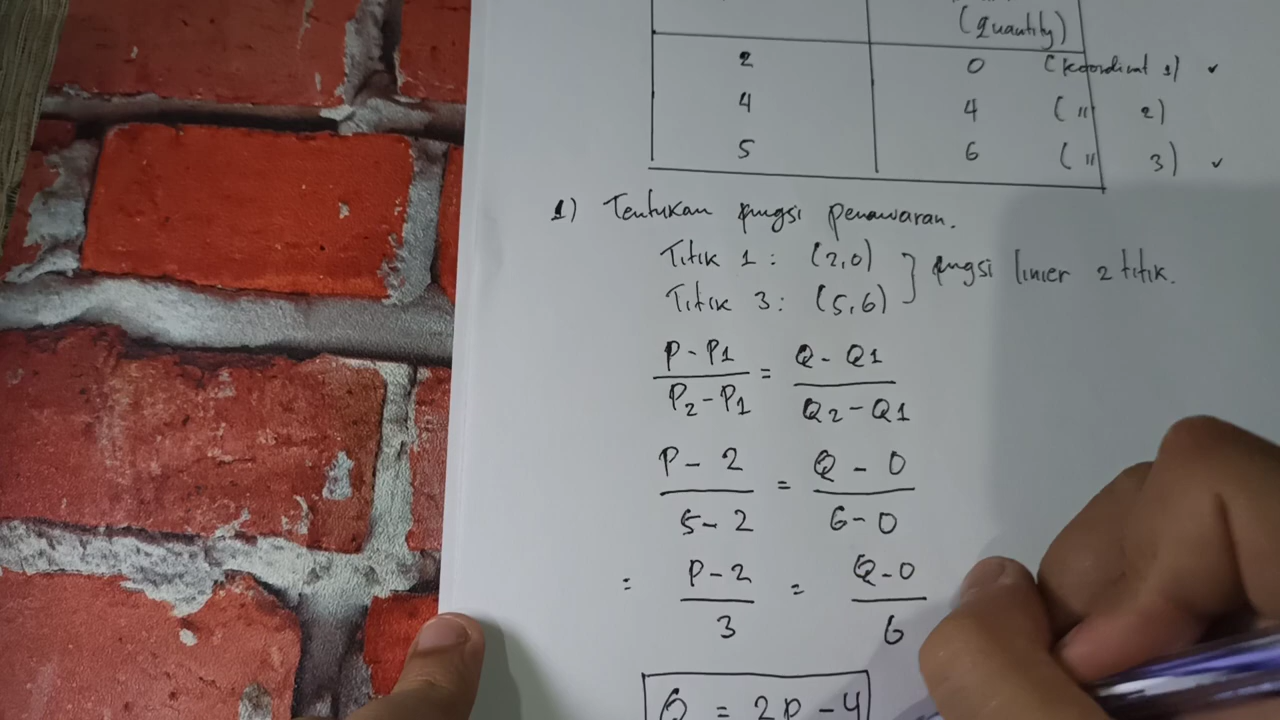 (quantity)
2 0 (koordinat 1) ✓
4 4 ( " 2)
5 6 ( " 3) ✓
1) Tentukan fungsi penawaran.
Titik 1 : (2,0) } fungsi linier 2 titik.
Titik 3 : (5,6)
P - P1 / P2 - P1 = Q - Q1 / Q2 - Q1
P - 2 / 5 - 2 = Q - 0 / 6 - 0
= P - 2 / 3 = Q - 0 / 6
Q = 2P - 4